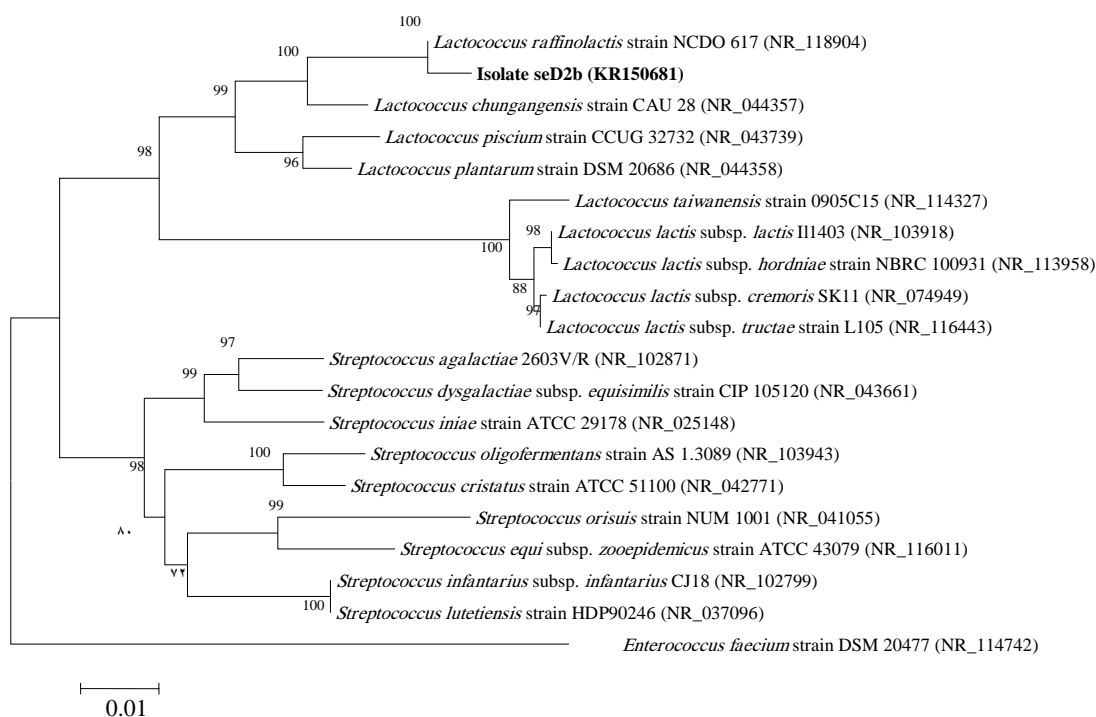 100
Lactococcus raffinolactis strain NCDO 617 (NR_118904)
100
Isolate seD2b (KR150681)
99
Lactococcus chungangensis strain CAU 28 (NR_044357)
Lactococcus piscium strain CCUG 32732 (NR_043739)
98
96
Lactococcus plantarum strain DSM 20686 (NR_044358)
Lactococcus taiwanensis strain 0905C15 (NR_114327)
98
Lactococcus lactis subsp. lactis Il1403 (NR_103918)
100
Lactococcus lactis subsp. hordniae strain NBRC 100931 (NR_113958)
88
Lactococcus lactis subsp. cremoris SK11 (NR_074949)
97
Lactococcus lactis subsp. tructae strain L105 (NR_116443)
97
Streptococcus agalactiae 2603V/R (NR_102871)
99
Streptococcus dysgalactiae subsp. equisimilis strain CIP 105120 (NR_043661)
Streptococcus iniae strain ATCC 29178 (NR_025148)
100
Streptococcus oligofermentans strain AS 1.3089 (NR_103943)
98
Streptococcus cristatus strain ATCC 51100 (NR_042771)
99
Streptococcus orisuis strain NUM 1001 (NR_041055)
٨٠
Streptococcus equi subsp. zooepidemicus strain ATCC 43079 (NR_116011)
٧٢
Streptococcus infantarius subsp. infantarius CJ18 (NR_102799)
100
Streptococcus lutetiensis strain HDP90246 (NR_037096)
Enterococcus faecium strain DSM 20477 (NR_114742)
0.01